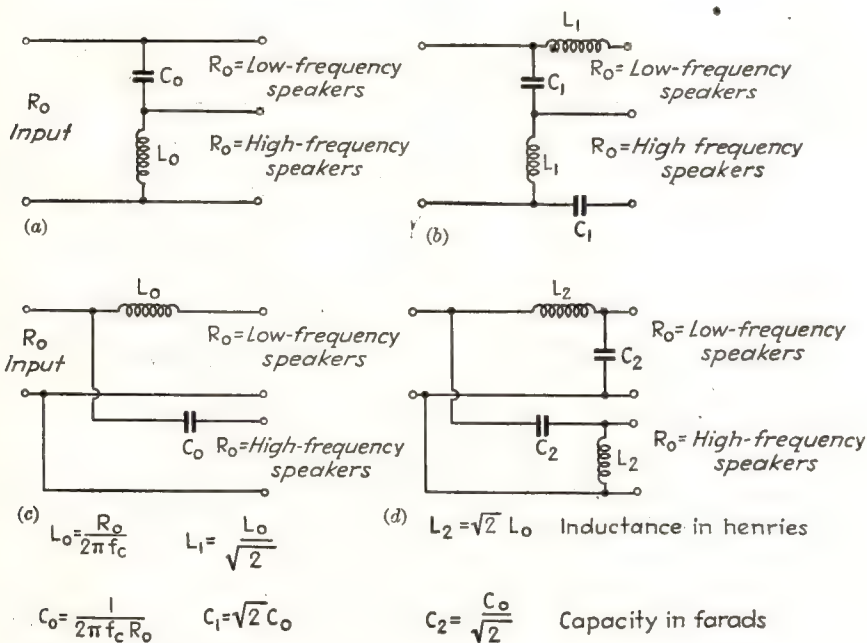 C₀
R₀=Low-frequency
speakers
R₀
Input
L₀
R₀=High-frequency
speakers
(a)
L₁
C₁
R₀=Low-frequency
speakers
L₁
R₀=High frequency
speakers
C₁
(b)
L₀
R₀
Input
R₀=Low-frequency
speakers
C₀
R₀=High-frequency
speakers
(c)
L₂
R₀=Low-frequency
speakers
C₂
C₂
R₀=High-frequency
speakers
L₂
(d)
L₀=R₀/2πf꜀
L₁=L₀/√2
L₂=√2 L₀ Inductance in henries
C₀=1/2πf꜀R₀
C₁=√2C₀
C₂=C₀/√2 Capacity in farads